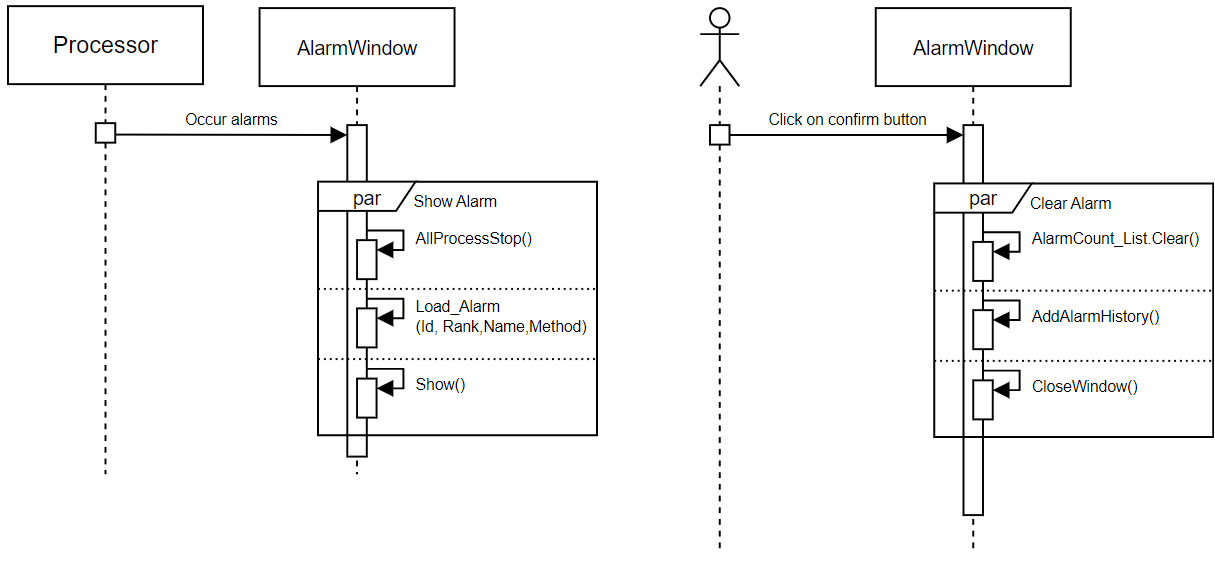 Processor
AlarmWindow
Occur alarms
par
Show Alarm
AllProcessStop()
Load_Alarm
(Id, Rank,Name,Method)
Show()
AlarmWindow
Click on confirm button
par
Clear Alarm
AlarmCount_List.Clear()
AddAlarmHistory()
CloseWindow()